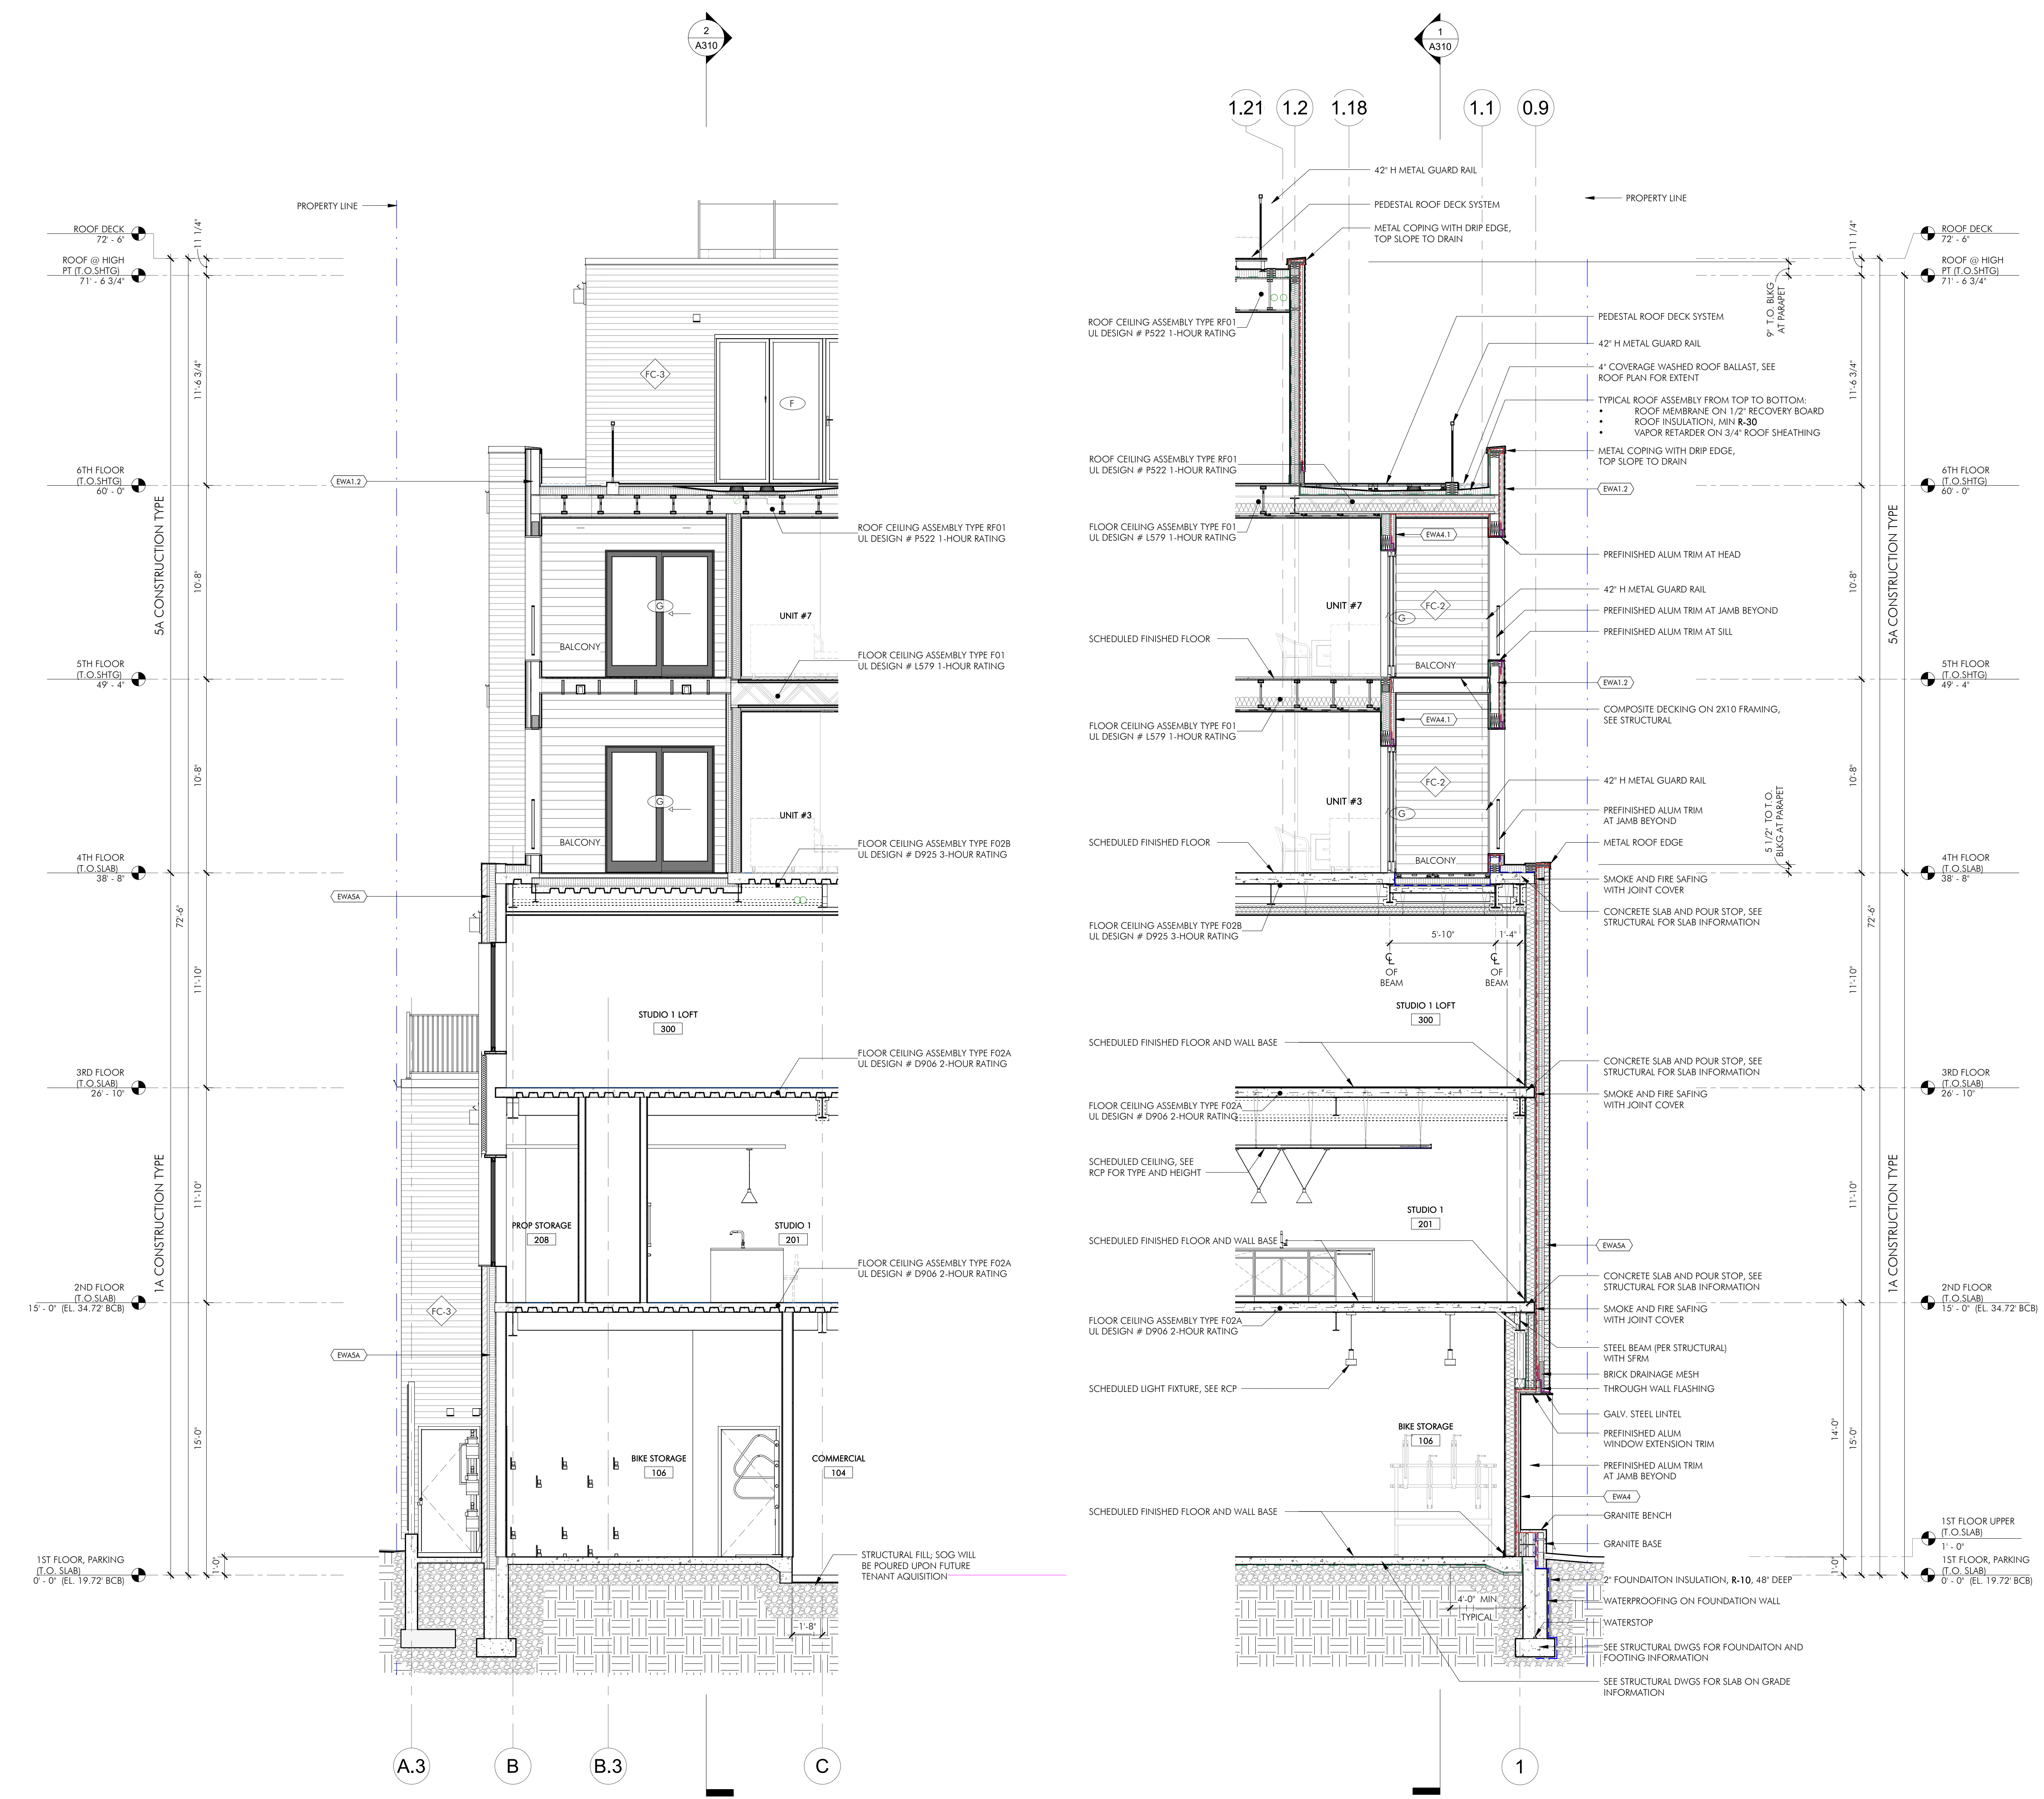 2
A310
PROPERTY LINE
ROOF DECK
72' - 6"
ROOF @ HIGH
PT (T.O.SHTG)
71' - 6 3/4"
6TH FLOOR
(T.O.SHTG)
60' - 0"
5TH FLOOR
(T.O.SHTG)
49' - 4"
4TH FLOOR
(T.O.SLAB)
38' - 8"
3RD FLOOR
(T.O.SLAB)
26' - 10"
2ND FLOOR
(T.O.SLAB)
15' - 0" (EL. 34.72' BCB)
1ST FLOOR, PARKING
(T.O. SLAB)
0' - 0" (EL. 19.72' BCB)
5A CONSTRUCTION TYPE
1A CONSTRUCTION TYPE
72'-6"
11 1/4"
11'-6 3/4"
10'-8"
10'-8"
11'-10"
11'-10"
15'-0"
1'-0"
EWA1.2
EWA5A
EWA5A
FC-3
F
G
BALCONY
UNIT #7
G
BALCONY
UNIT #3
ROOF CEILING ASSEMBLY TYPE RF01
UL DESIGN # P522 1-HOUR RATING
FLOOR CEILING ASSEMBLY TYPE F01
UL DESIGN # L579 1-HOUR RATING
FLOOR CEILING ASSEMBLY TYPE F02B
UL DESIGN # D925 3-HOUR RATING
STUDIO 1 LOFT
300
FLOOR CEILING ASSEMBLY TYPE F02A
UL DESIGN # D906 2-HOUR RATING
PROP STORAGE
208
STUDIO 1
201
FLOOR CEILING ASSEMBLY TYPE F02A
UL DESIGN # D906 2-HOUR RATING
FC-3
BIKE STORAGE
106
COMMERCIAL
104
STRUCTURAL FILL; SOG WILL
BE POURED UPON FUTURE
TENANT AQUISITION
1'-8"
A.3
B
B.3
C
1
A310
1.21
1.2
1.18
1.1
0.9
42" H METAL GUARD RAIL
PEDESTAL ROOF DECK SYSTEM
METAL COPING WITH DRIP EDGE,
TOP SLOPE TO DRAIN
PROPERTY LINE
ROOF CEILING ASSEMBLY TYPE RF01
UL DESIGN # P522 1-HOUR RATING
ROOF CEILING ASSEMBLY TYPE RF01
UL DESIGN # P522 1-HOUR RATING
FLOOR CEILING ASSEMBLY TYPE F01
UL DESIGN # L579 1-HOUR RATING
SCHEDULED FINISHED FLOOR
FLOOR CEILING ASSEMBLY TYPE F01
UL DESIGN # L579 1-HOUR RATING
SCHEDULED FINISHED FLOOR
FLOOR CEILING ASSEMBLY TYPE F02B
UL DESIGN # D925 3-HOUR RATING
SCHEDULED FINISHED FLOOR AND WALL BASE
FLOOR CEILING ASSEMBLY TYPE F02A
UL DESIGN # D906 2-HOUR RATING
SCHEDULED CEILING, SEE
RCP FOR TYPE AND HEIGHT
SCHEDULED FINISHED FLOOR AND WALL BASE
FLOOR CEILING ASSEMBLY TYPE F02A
UL DESIGN # D906 2-HOUR RATING
SCHEDULED LIGHT FIXTURE, SEE RCP
SCHEDULED FINISHED FLOOR AND WALL BASE
EWA4.1
UNIT #7
FC-2
G
BALCONY
EWA4.1
UNIT #3
FC-2
G
BALCONY
5'-10"
1'-4"
CL
OF
BEAM
CL
OF
BEAM
STUDIO 1 LOFT
300
STUDIO 1
201
BIKE STORAGE
106
4'-0" MIN
TYPICAL
1
PEDESTAL ROOF DECK SYSTEM
42" H METAL GUARD RAIL
4" COVERAGE WASHED ROOF BALLAST, SEE
ROOF PLAN FOR EXTENT
TYPICAL ROOF ASSEMBLY FROM TOP TO BOTTOM:
• ROOF MEMBRANE ON 1/2" RECOVERY BOARD
• ROOF INSULATION, MIN R-30
• VAPOR RETARDER ON 3/4" ROOF SHEATHING
METAL COPING WITH DRIP EDGE,
TOP SLOPE TO DRAIN
EWA1.2
PREFINISHED ALUM TRIM AT HEAD
42" H METAL GUARD RAIL
PREFINISHED ALUM TRIM AT JAMB BEYOND
PREFINISHED ALUM TRIM AT SILL
EWA1.2
COMPOSITE DECKING ON 2X10 FRAMING,
SEE STRUCTURAL
42" H METAL GUARD RAIL
PREFINISHED ALUM TRIM
AT JAMB BEYOND
METAL ROOF EDGE
SMOKE AND FIRE SAFING
WITH JOINT COVER
CONCRETE SLAB AND POUR STOP, SEE
STRUCTURAL FOR SLAB INFORMATION
CONCRETE SLAB AND POUR STOP, SEE
STRUCTURAL FOR SLAB INFORMATION
SMOKE AND FIRE SAFING
WITH JOINT COVER
EWA5A
CONCRETE SLAB AND POUR STOP, SEE
STRUCTURAL FOR SLAB INFORMATION
SMOKE AND FIRE SAFING
WITH JOINT COVER
STEEL BEAM (PER STRUCTURAL)
WITH SFRM
BRICK DRAINAGE MESH
THROUGH WALL FLASHING
GALV. STEEL LINTEL
PREFINISHED ALUM
WINDOW EXTENSION TRIM
PREFINISHED ALUM TRIM
AT JAMB BEYOND
EWA4
GRANITE BENCH
GRANITE BASE
2" FOUNDAITON INSULATION, R-10, 48" DEEP
WATERPROOFING ON FOUNDATION WALL
WATERSTOP
SEE STRUCTURAL DWGS FOR FOUNDAITON AND
FOOTING INFORMATION
SEE STRUCTURAL DWGS FOR SLAB ON GRADE
INFORMATION
9" T.O. BLKG
AT PARAPET
5 1/2" TO T.O.
BLKG AT PARAPET
11 1/4"
11'-6 3/4"
10'-8"
10'-8"
11'-10"
11'-10"
14'-0"
15'-0"
1'-0"
72'-6"
5A CONSTRUCTION TYPE
1A CONSTRUCTION TYPE
ROOF DECK
72' - 6"
ROOF @ HIGH
PT (T.O.SHTG)
71' - 6 3/4"
6TH FLOOR
(T.O.SHTG)
60' - 0"
5TH FLOOR
(T.O.SHTG)
49' - 4"
4TH FLOOR
(T.O.SLAB)
38' - 8"
3RD FLOOR
(T.O.SLAB)
26' - 10"
2ND FLOOR
(T.O.SLAB)
15' - 0" (EL. 34.72' BCB)
1ST FLOOR UPPER
(T.O.SLAB)
1' - 0"
1ST FLOOR, PARKING
(T.O. SLAB)
0' - 0" (EL. 19.72' BCB)